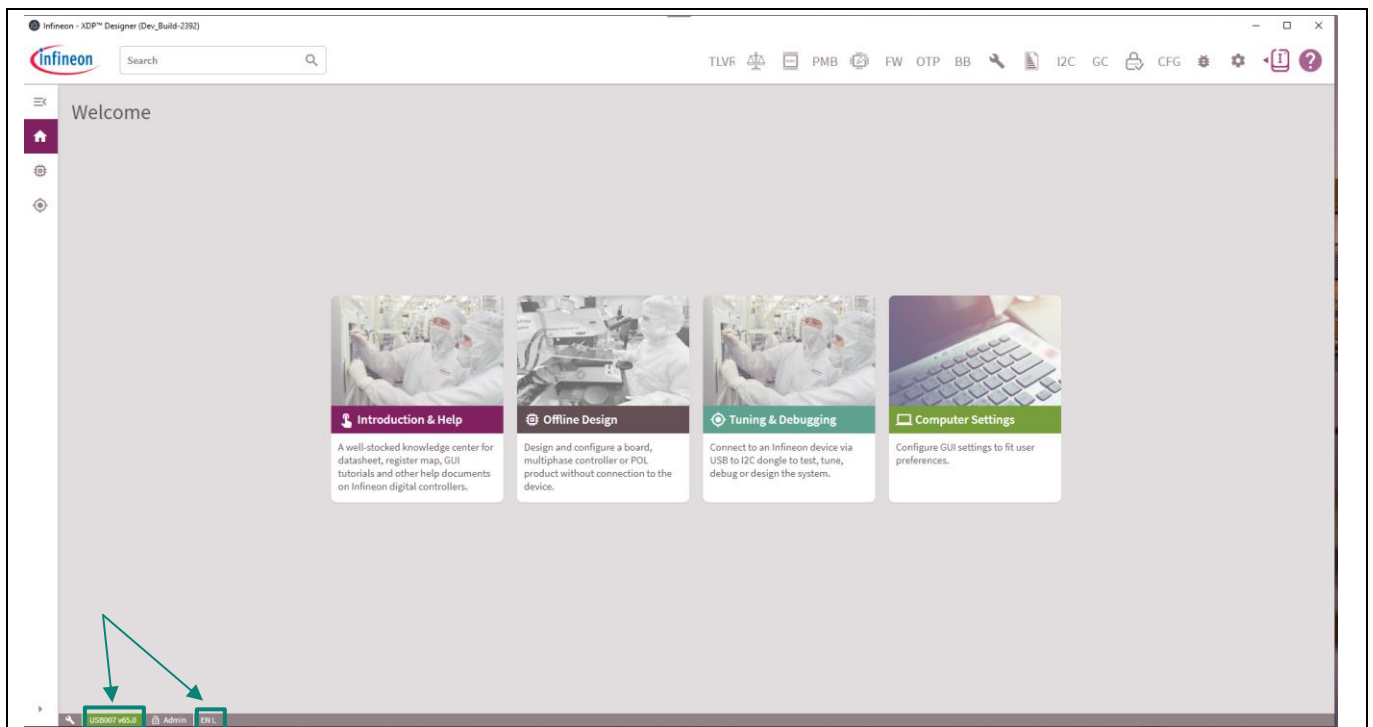 Infineon - XDP™ Designer (Dev_Build-2392)
infineon
Search
TLVR PMB FW OTP BB I2C GC CFG
Welcome
Introduction & Help
A well-stocked knowledge center for
datasheet, register map, GUI
tutorials and other help documents
on Infineon digital controllers.
Offline Design
Design and configure a board,
multiphase controller or POL
product without connection to the
device.
Tuning & Debugging
Connect to an Infineon device via
USB to I2C dongle to test, tune,
debug or design the system.
Computer Settings
Configure GUI settings to fit user
preferences.
USB007 v65.0 Admin EN L